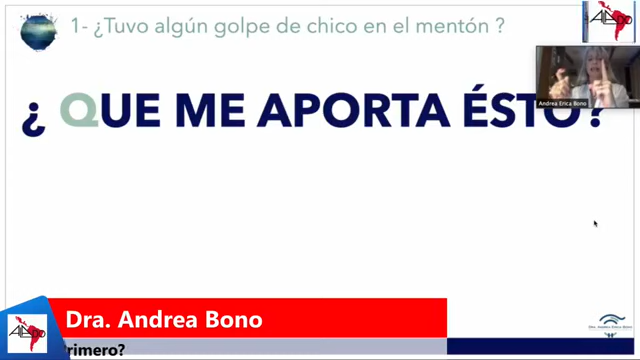 1- ¿Tuvo algún golpe de chico en el mentón ?
¿ QUE ME APORTA ÉSTO?
Andrea Erica Bono
Dra. Andrea Bono
Primero?